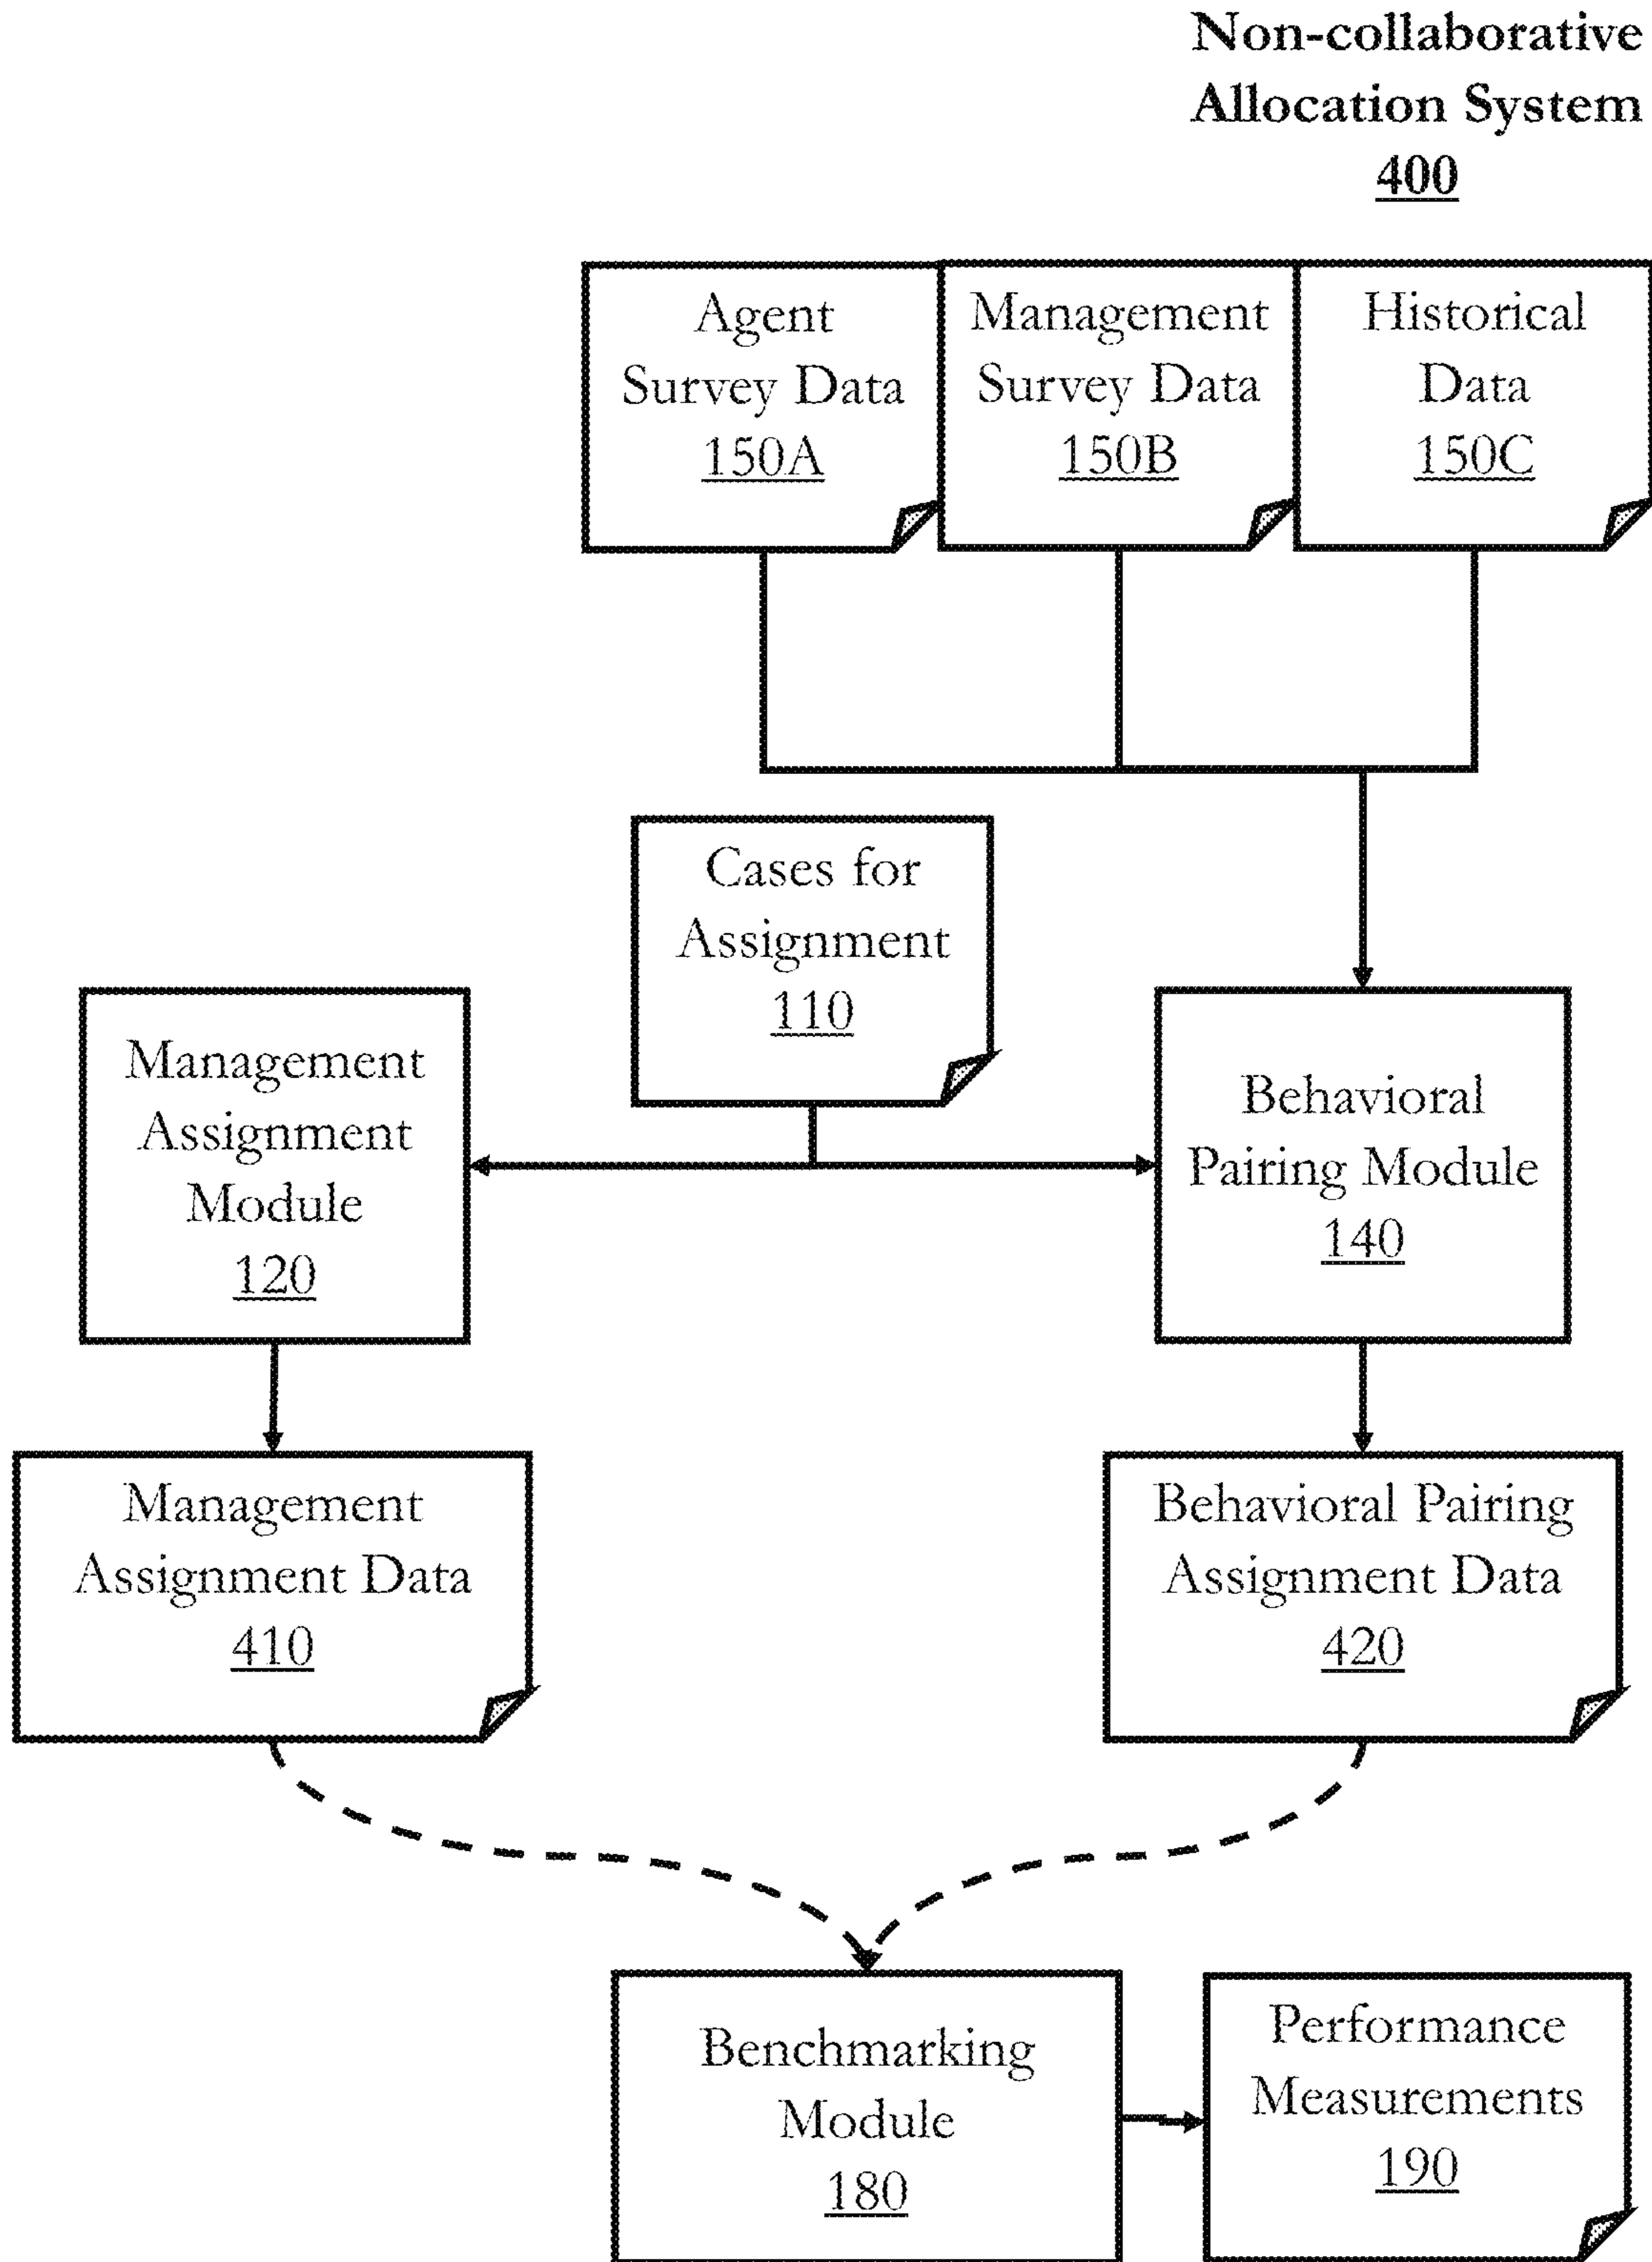 Non-collaborative
Allocation System
400
Agent
Survey Data
150A
Management
Survey Data
150B
Historical
Data
150C
Cases for
Assignment
110
Management
Assignment
Module
120
Behavioral
Pairing Module
140
Management
Assignment Data
410
Behavioral Pairing
Assignment Data
420
Benchmarking
Module
180
Performance
Measurements
190